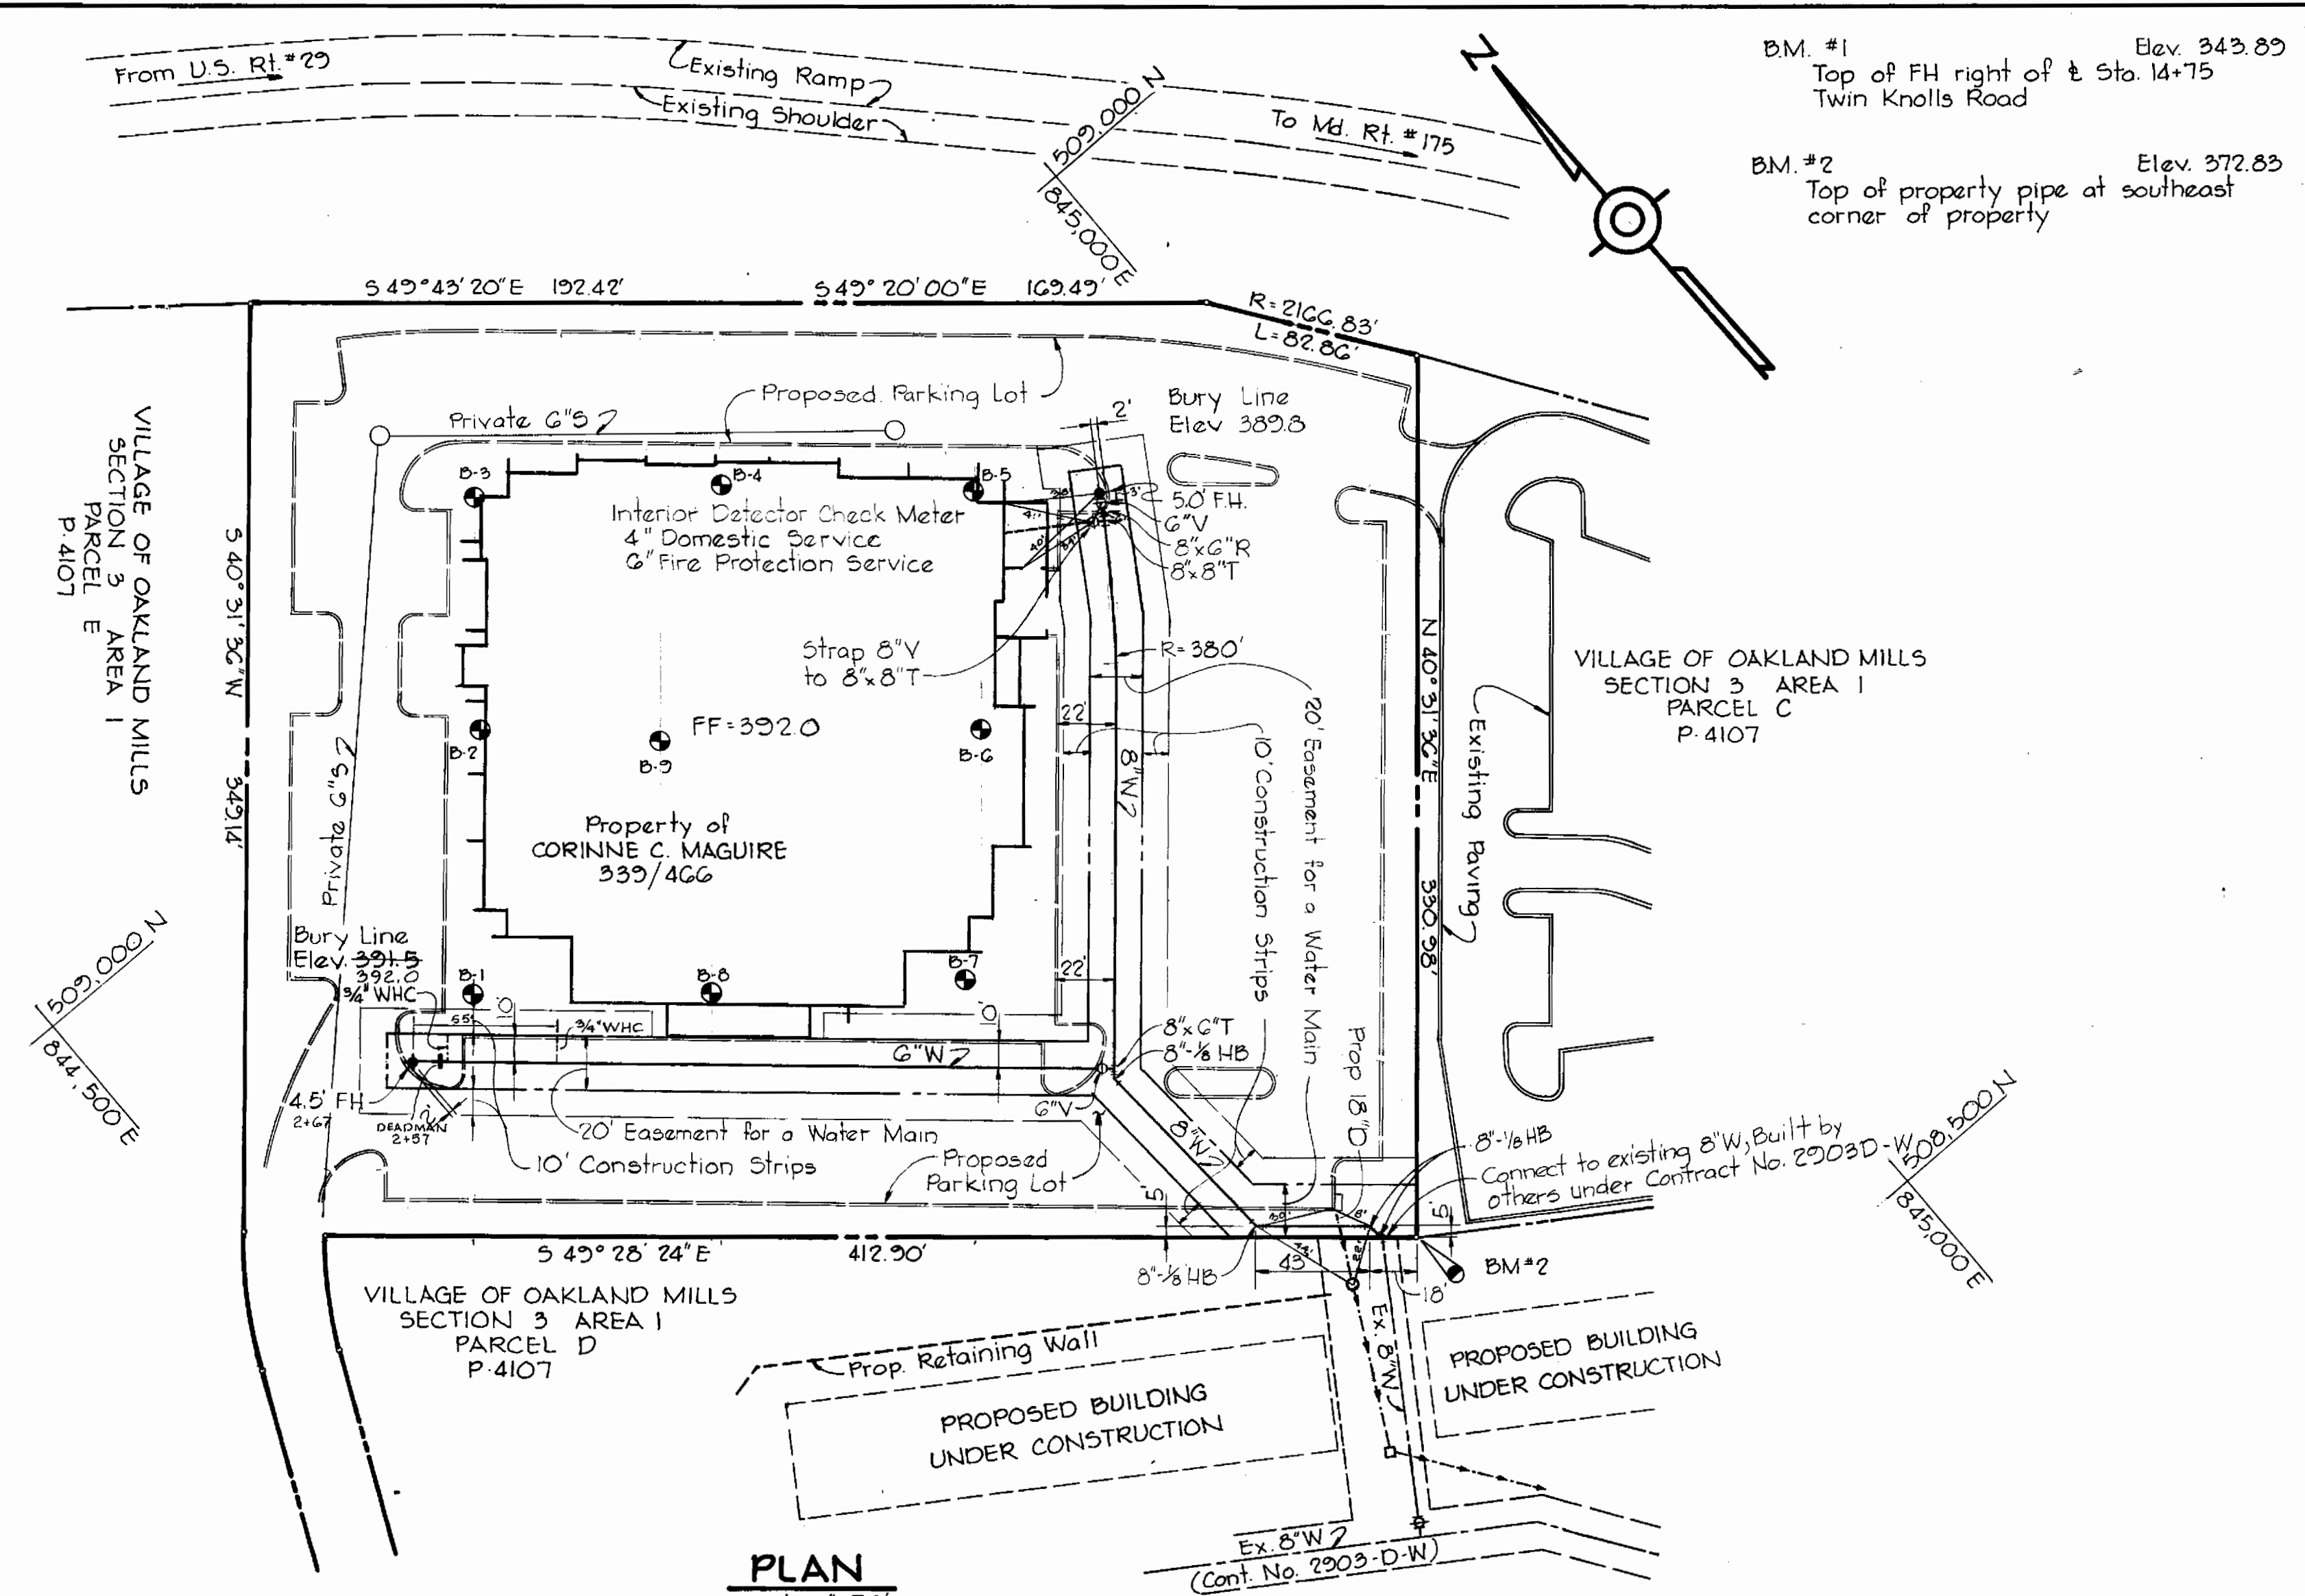 From U.S. Rt. #29
Existing Ramp
Existing Shoulder
To Md. Rt. #175
509,000 N
845,000 E
N
B.M. #1 Elev. 343.89
Top of FH right of ℄ Sta. 14+75
Twin Knolls Road
B.M. #2 Elev. 372.83
Top of property pipe at southeast
corner of property
S 49° 43' 20" E 192.42'
S 49° 20' 00" E 169.49'
R=2166.83'
L=82.86'
VILLAGE OF OAKLAND MILLS
SECTION 3 AREA 1
PARCEL E
P. 4107
S 40° 31' 36" W 349.14'
Private 6"S
Proposed Parking Lot
2'
Bury Line
Elev 389.8
B-3
B-4
B-5
Interior Detector Check Meter
4" Domestic Service
6" Fire Protection Service
5.0' F.H.
6"V
8"x6"R
8"x8"T
Strap 8"V
to 8"x8"T
R=380'
22'
8"W
B-2
B-9
FF=392.0
B-6
Private 6"S
Property of
CORINNE C. MAGUIRE
339/466
10' Construction Strips
20' Easement for a Water Main
N 40° 31' 36" E 330.98'
Existing Paving
VILLAGE OF OAKLAND MILLS
SECTION 3 AREA 1
PARCEL C
P. 4107
509,000 N
844,500 E
Bury Line
Elev. 391.5
392.0
3/4" WHC
B-1
B-8
B-7
22'
55'
3/4" WHC
6"W
8"x6"T
8"-1/8 HB
6"V
4.5' FH
2+67
2'
DEADMAN
2+57
20' Easement for a Water Main
10' Construction Strips
Proposed
Parking Lot
8"W
Prop 18"D
8"-1/8 HB
Connect to existing 8"W, Built by
others under Contract No. 2903D-W
508,500 N
845,000 E
5'
5'
S 49° 28' 24" E 412.90'
8"-1/8 HB
43'
18'
BM#2
VILLAGE OF OAKLAND MILLS
SECTION 3 AREA 1
PARCEL D
P. 4107
Prop. Retaining Wall
Ex. 8"W
PROPOSED BUILDING
UNDER CONSTRUCTION
PROPOSED BUILDING
UNDER CONSTRUCTION
Ex. 8"W
(Cont. No. 2903-D-W)
PLAN